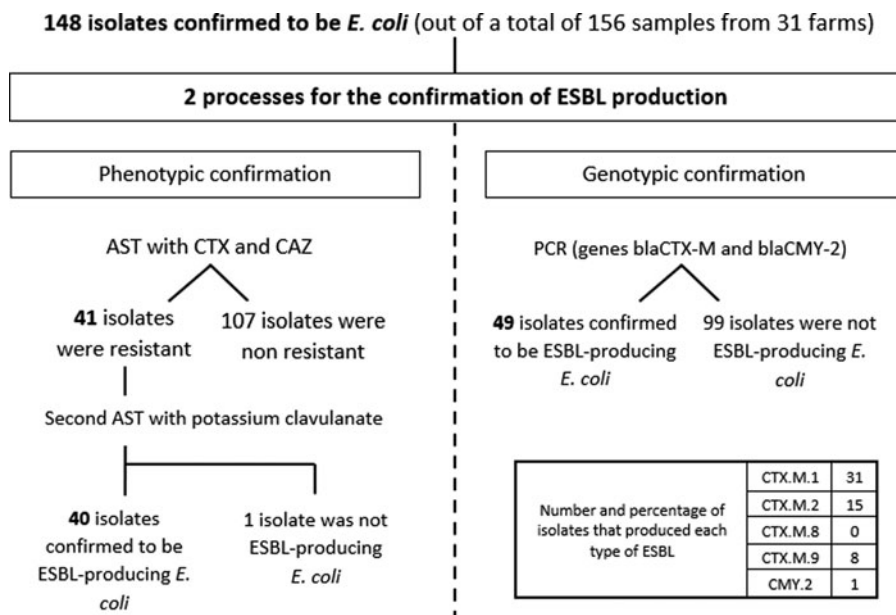 148 isolates confirmed to be E. coli (out of a total of 156 samples from 31 farms)
2 processes for the confirmation of ESBL production
Phenotypic confirmation
AST with CTX and CAZ
41 isolates
were resistant
107 isolates were
non resistant
Second AST with potassium clavulanate
40 isolates
confirmed to be
ESBL-producing E.
coli
1 isolate was not
ESBL-producing
E. coli
Genotypic confirmation
PCR (genes blaCTX-M and blaCMY-2)
49 isolates confirmed
to be ESBL-producing
E. coli
99 isolates were not
ESBL-producing E.
coli
Number and percentage of
isolates that produced each
type of ESBL
CTX.M.1 31
CTX.M.2 15
CTX.M.8 0
CTX.M.9 8
CMY.2 1